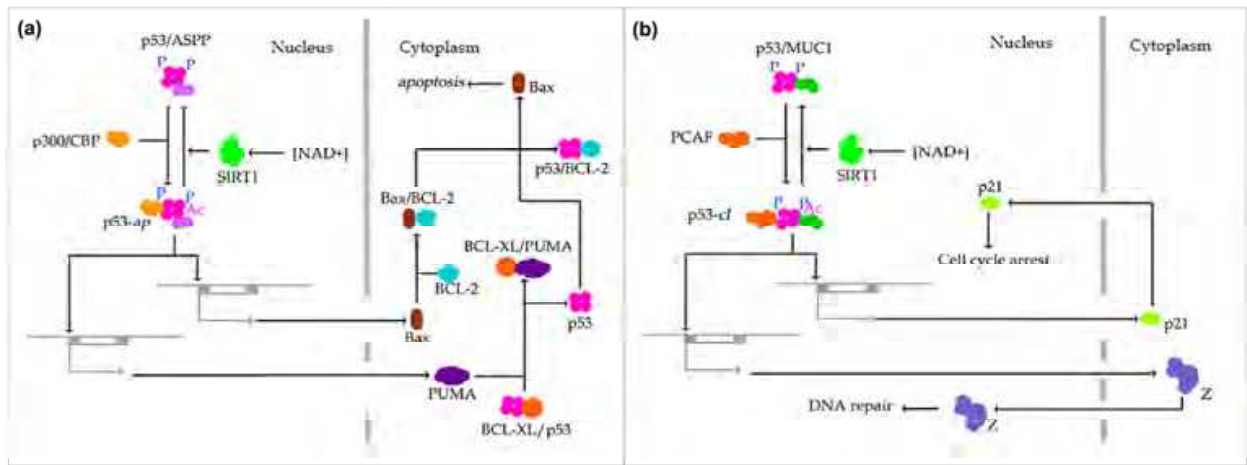 (a)
p53/ASPP
Nucleus
Cytoplasm
P P
apoptosis
Bax
p300/CBP
[NAD+]
SIRT1
p53/BCL-2
P P
Ac
Bax/BCL-2
p53-ap
BCL-XL/PUMA
BCL-2
p53
Bax
PUMA
BCL-XL/p53
(b)
p53/MUC1
Nucleus
Cytoplasm
P P
PCAF
[NAD+]
SIRT1
p21
P P
Ac
p53-cl
Cell cycle arrest
p21
Z
DNA repair
Z